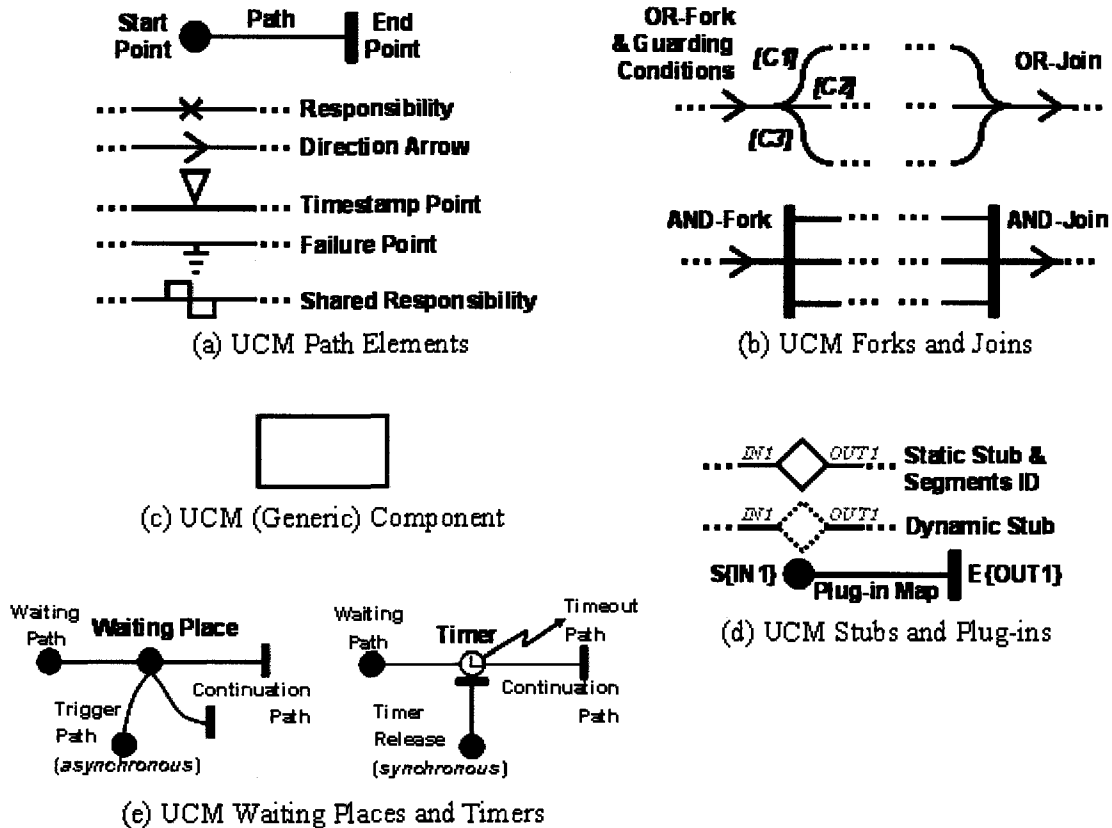 Start
Point
Path
End
Point
Responsibility
Direction Arrow
Timestamp Point
Failure Point
Shared Responsibility
(a) UCM Path Elements
OR-Fork
& Guarding
Conditions
[C1]
[C2]
[C3]
OR-Join
AND-Fork
AND-Join
(b) UCM Forks and Joins
(c) UCM (Generic) Component
IN1
OUT1
Static Stub &
Segments ID
IN1
OUT1
Dynamic Stub
S{IN1}
E{OUT1}
Plug-in Map
(d) UCM Stubs and Plug-ins
Waiting
Path
Waiting Place
Trigger
Path
(asynchronous)
Continuation
Path
Waiting
Path
Timer
Timeout
Path
Continuation
Path
Timer
Release
(synchronous)
(e) UCM Waiting Places and Timers